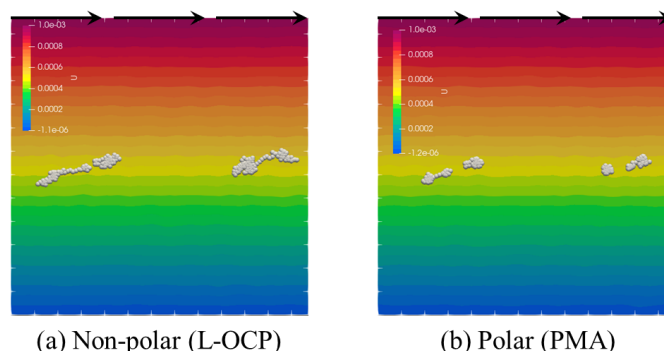 1.0e-03
0.0008
0.0006
0.0004
0.0002
-1.1e-06
U
1.0e-03
0.0008
0.0006
0.0004
0.0002
-1.2e-06
U
(a) Non-polar (L-OCP)
(b) Polar (PMA)